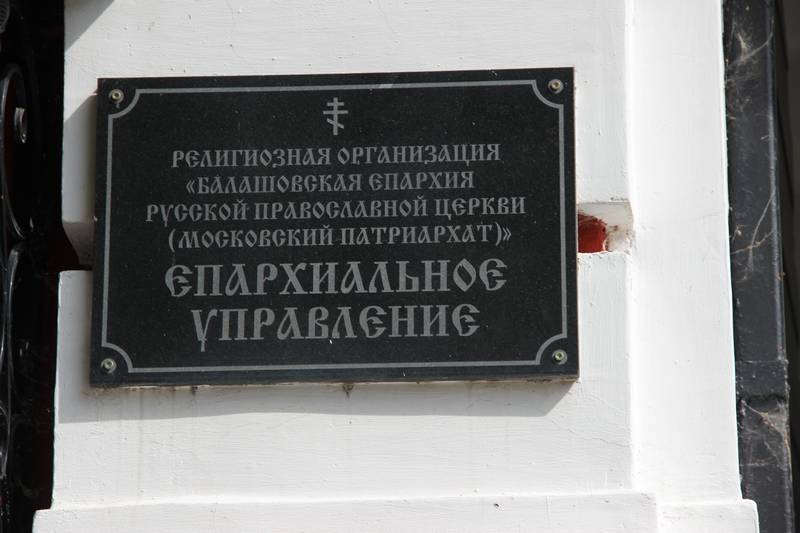 РЕЛИГИОЗНАЯ ОРГАНИЗАЦИЯ
«БАЛАШОВСКАЯ ЕПАРХИЯ
РУССКОЙ ПРАВОСЛАВНОЙ ЦЕРКВИ
(МОСКОВСКИЙ ПАТРИАРХАТ)»
ЕПАРХИАЛЬНОЕ
УПРАВЛЕНИЕ